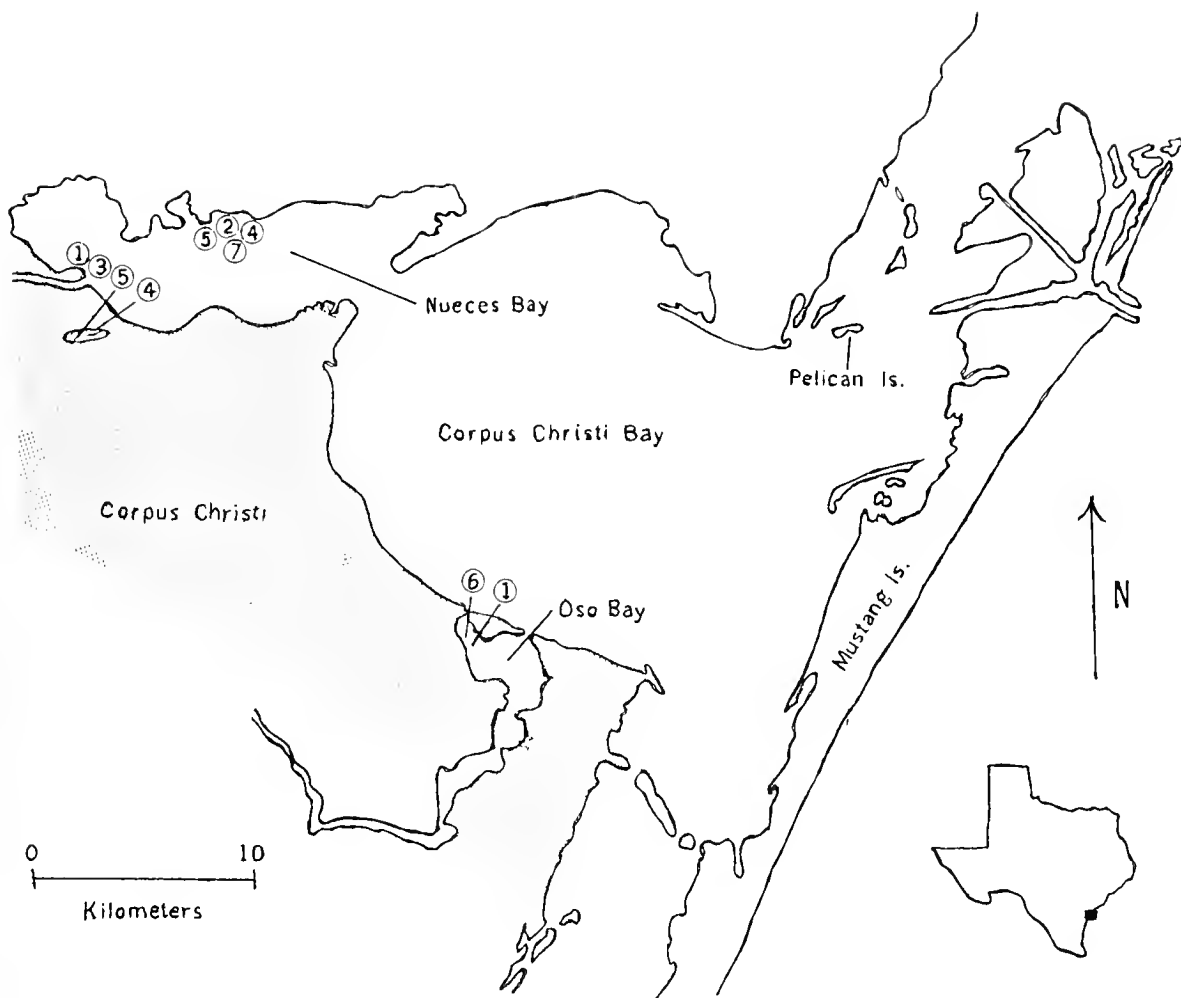 ② ④
⑤ ⑦
① ③ ⑤ ④
Nueces Bay
Pelican Is.
Corpus Christi Bay
Corpus Christi
Mustang Is.
N
⑥ ①
Oso Bay
0 10
Kilometers